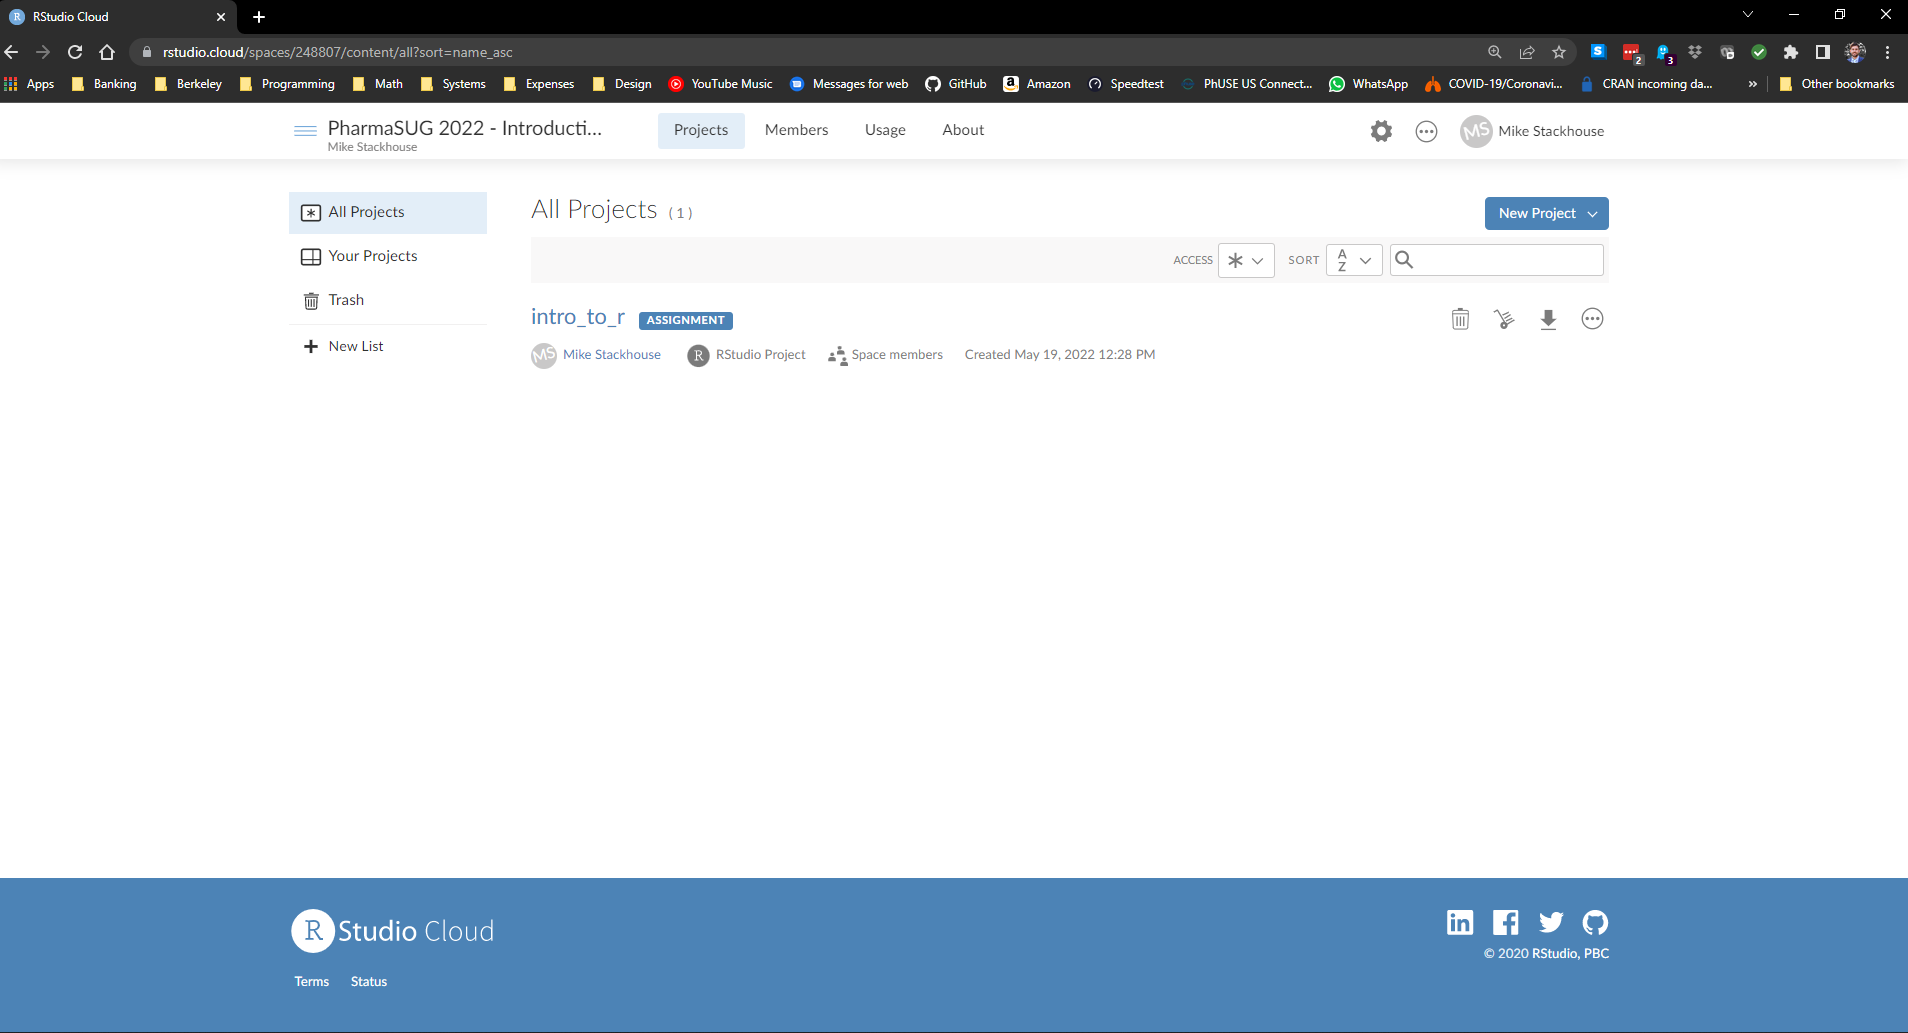 R RStudio Cloud
rstudio.cloud/spaces/248807/content/all?sort=name_asc
2 3
Apps Banking Berkeley Programming Math Systems Expenses Design YouTube Music Messages for web GitHub Amazon Speedtest PhUSE US Connect... WhatsApp COVID-19/Coronavi... CRAN incoming da... » Other bookmarks
PharmaSUG 2022 - Introducti...
Mike Stackhouse
Projects Members Usage About
MS Mike Stackhouse
All Projects
Your Projects
Trash
New List
All Projects ( 1 )
New Project
ACCESS
SORT A Z
intro_to_r ASSIGNMENT
MS Mike Stackhouse R RStudio Project Space members Created May 19, 2022 12:28 PM
R Studio Cloud
Terms Status
© 2020 RStudio, PBC